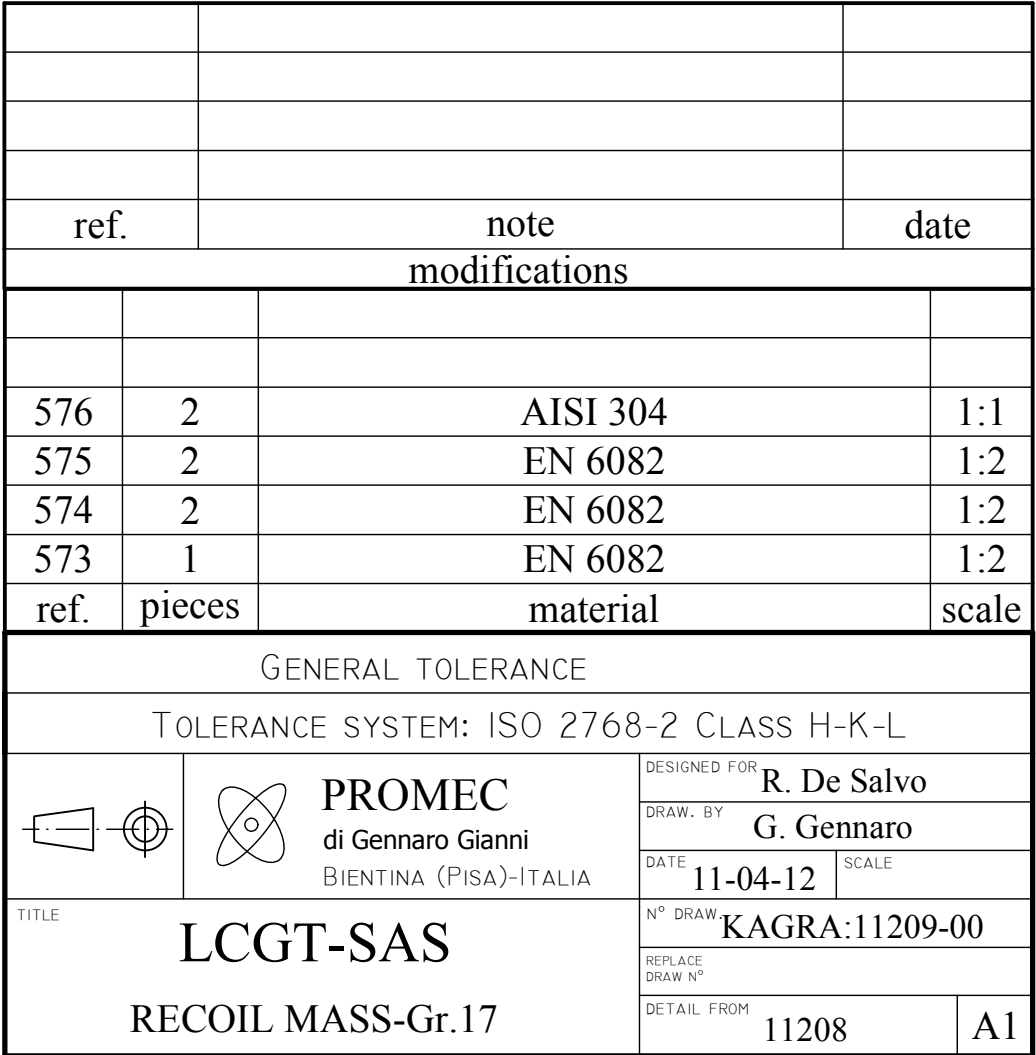 ref. note date
modifications
576 2 AISI 304 1:1
575 2 EN 6082 1:2
574 2 EN 6082 1:2
573 1 EN 6082 1:2
ref. pieces material scale
GENERAL TOLERANCE
TOLERANCE SYSTEM: ISO 2768-2 CLASS H-K-L
PROMEC
di Gennaro Gianni
BIENTINA (PISA)-ITALIA
DESIGNED FOR R. De Salvo
DRAW. BY G. Gennaro
DATE 11-04-12 SCALE
TITLE
LCGT-SAS
RECOIL MASS-Gr.17
N° DRAW. KAGRA:11209-00
REPLACE
DRAW N°
DETAIL FROM 11208 A1